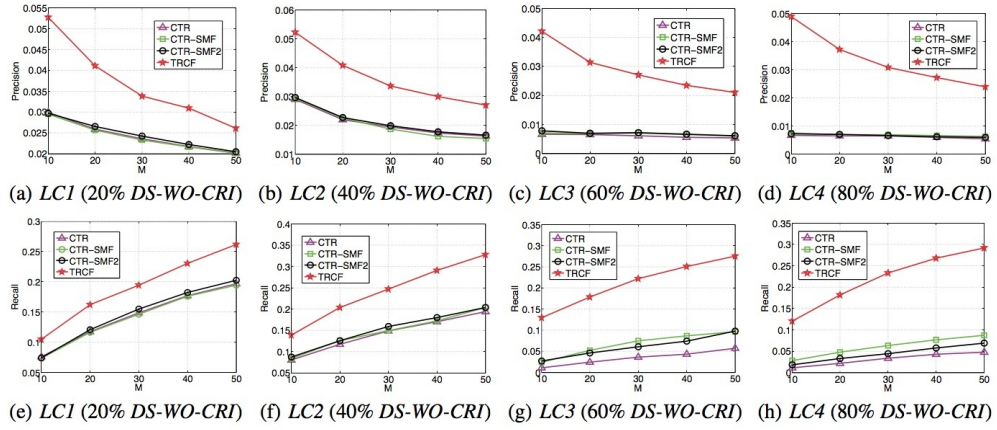 0.055
0.05
0.045
0.04
0.035
0.03
0.025
0.02
Precision
10 20 30 40 50
M
CTR
CTR-SMF
CTR-SMF2
TRCF
(a) LC1 (20% DS-WO-CRI)
0.06
0.05
0.04
0.03
0.02
0.01
Precision
10 20 30 40 50
M
CTR
CTR-SMF
CTR-SMF2
TRCF
(b) LC2 (40% DS-WO-CRI)
0.05
0.04
0.03
0.02
0.01
0
Precision
10 20 30 40 50
M
CTR
CTR-SMF
CTR-SMF2
TRCF
(c) LC3 (60% DS-WO-CRI)
0.05
0.04
0.03
0.02
0.01
0
Precision
10 20 30 40 50
M
CTR
CTR-SMF
CTR-SMF2
TRCF
(d) LC4 (80% DS-WO-CRI)
0.3
0.25
0.2
0.15
0.1
0.05
Recall
10 20 30 40 50
M
CTR
CTR-SMF
CTR-SMF2
TRCF
(e) LC1 (20% DS-WO-CRI)
0.4
0.35
0.3
0.25
0.2
0.15
0.1
0.05
Recall
10 20 30 40 50
M
CTR
CTR-SMF
CTR-SMF2
TRCF
(f) LC2 (40% DS-WO-CRI)
0.35
0.3
0.25
0.2
0.15
0.1
0.05
0
Recall
10 20 30 40 50
M
CTR
CTR-SMF
CTR-SMF2
TRCF
(g) LC3 (60% DS-WO-CRI)
0.35
0.3
0.25
0.2
0.15
0.1
0.05
0
Recall
10 20 30 40 50
M
CTR
CTR-SMF
CTR-SMF2
TRCF
(h) LC4 (80% DS-WO-CRI)